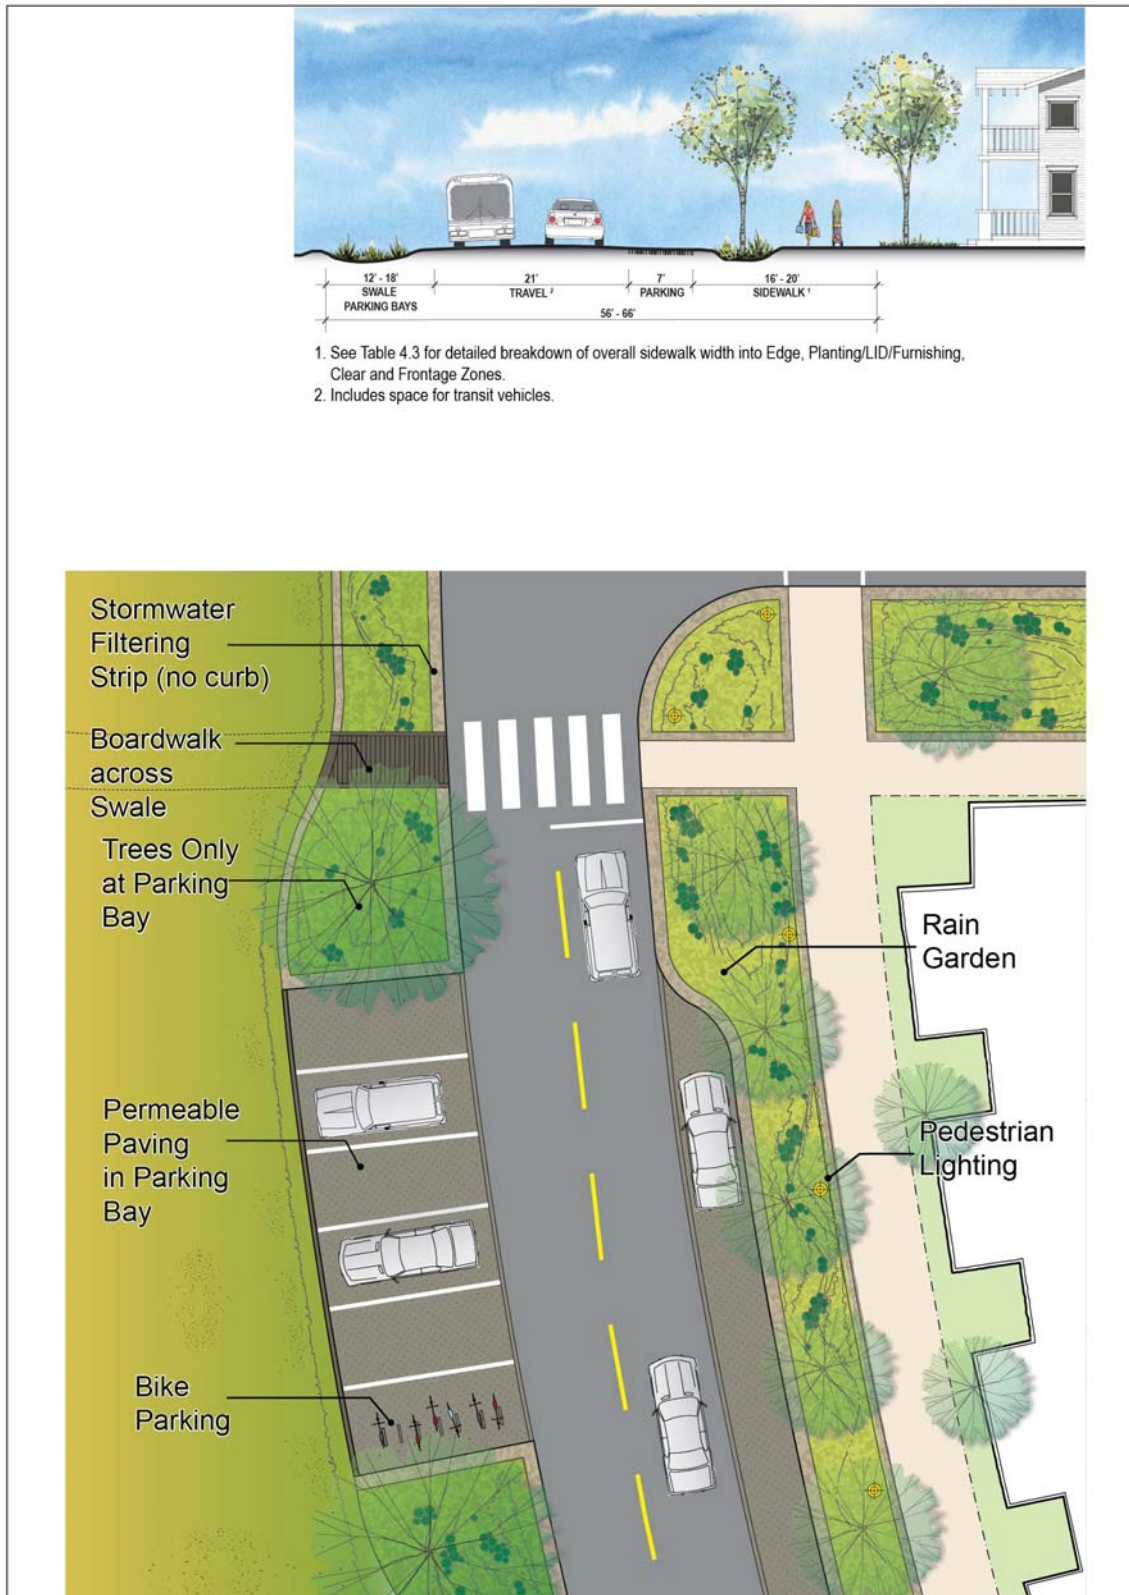 12' - 18'
SWALE
PARKING BAYS
21'
TRAVEL ²
7'
PARKING
16' - 20'
SIDEWALK ¹
56' - 66'
1. See Table 4.3 for detailed breakdown of overall sidewalk width into Edge, Planting/LID/Furnishing,
Clear and Frontage Zones.
2. Includes space for transit vehicles.
Stormwater
Filtering
Strip (no curb)
Boardwalk
across
Swale
Trees Only
at Parking
Bay
Rain
Garden
Permeable
Paving
in Parking
Bay
Pedestrian
Lighting
Bike
Parking